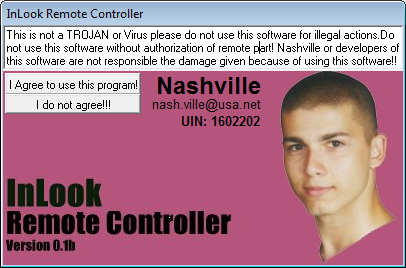 InLook Remote Controller
This is not a TROJAN or Virus please do not use this software for illegal actions.Do
not use this software without authorization of remote part! Nashville or developers of
this software are not responsible the damage given because of using this software!!
I Agree to use this program!
I do not agree!!!
Nashville
nash.ville@usa.net
UIN: 1602202
InLook
Remote Controller
Version 0.1b